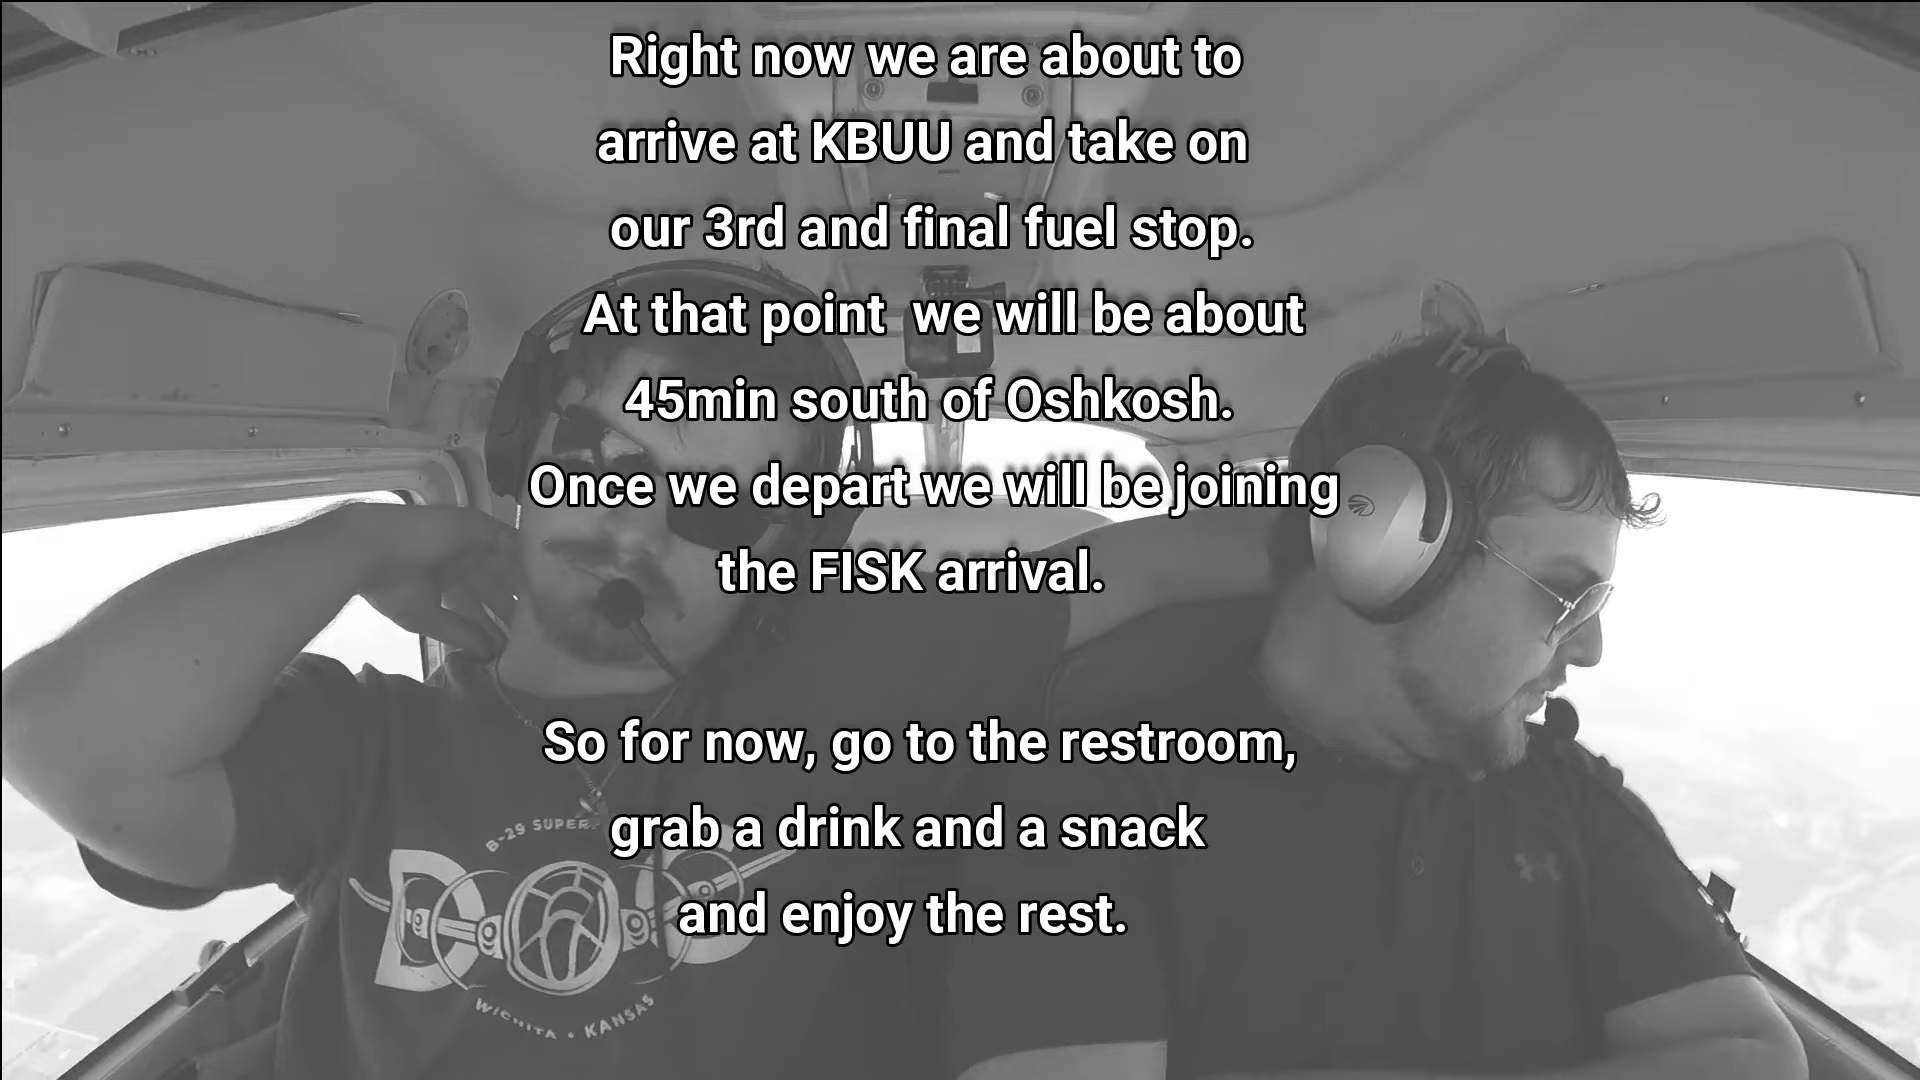 Right now we are about to
arrive at KBUU and take on
our 3rd and final fuel stop.
At that point  we will be about
45min south of Oshkosh.
Once we depart we will be joining
the FISK arrival.
So for now, go to the restroom,
grab a drink and a snack
and enjoy the rest.
B-29 SUPER
DOC
WICHITA • KANSAS